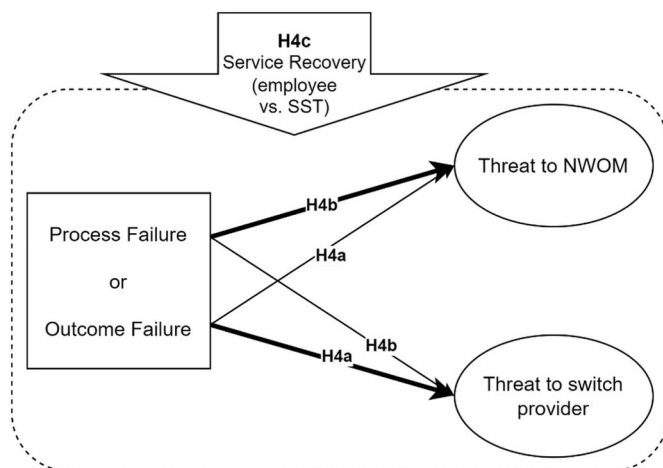 H4c
Service Recovery
(employee
vs. SST)
Threat to NWOM
H4b
Process Failure
H4a
or
Outcome Failure
H4b
H4a
Threat to switch
provider